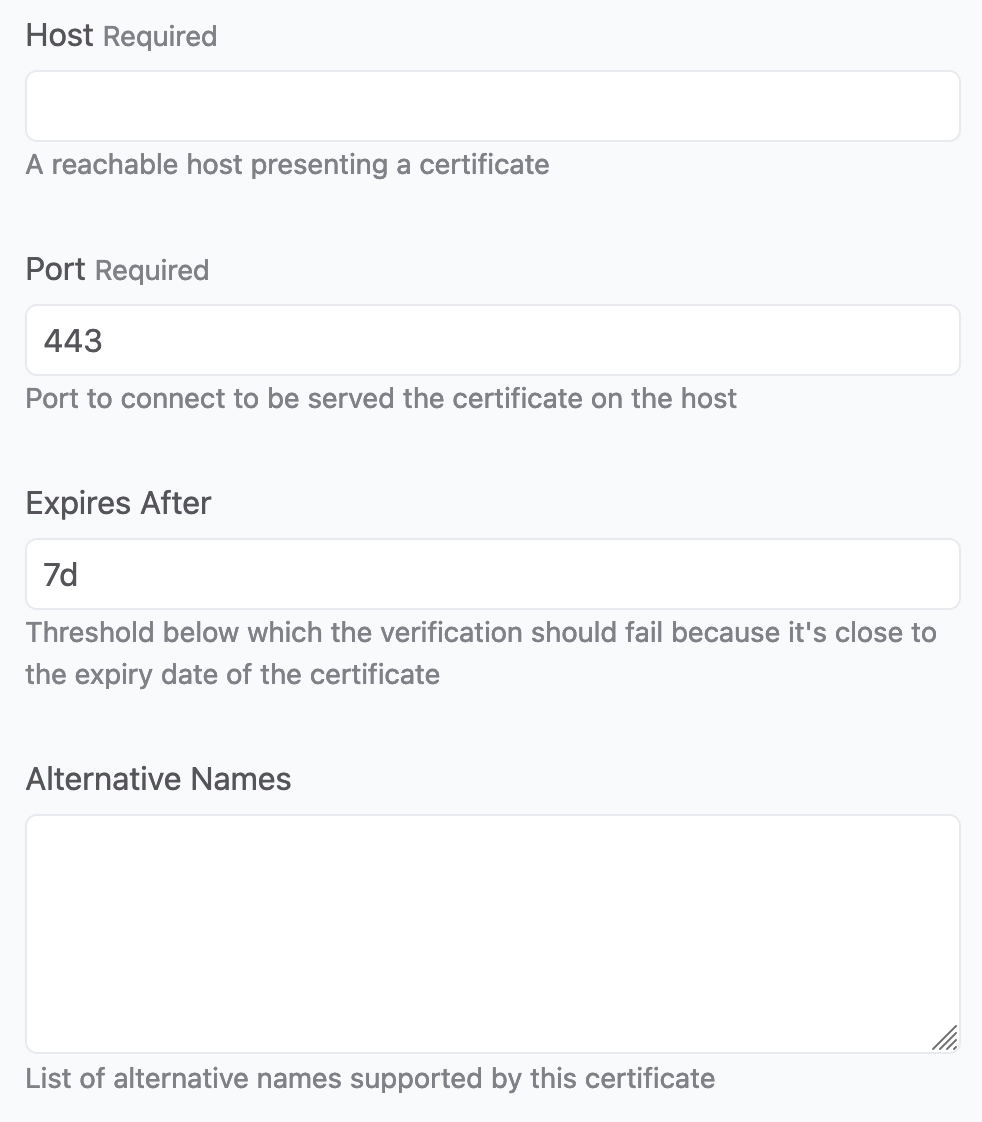 Host Required
A reachable host presenting a certificate
Port Required
443
Port to connect to be served the certificate on the host
Expires After
7d
Threshold below which the verification should fail because it's close to
the expiry date of the certificate
Alternative Names
List of alternative names supported by this certificate